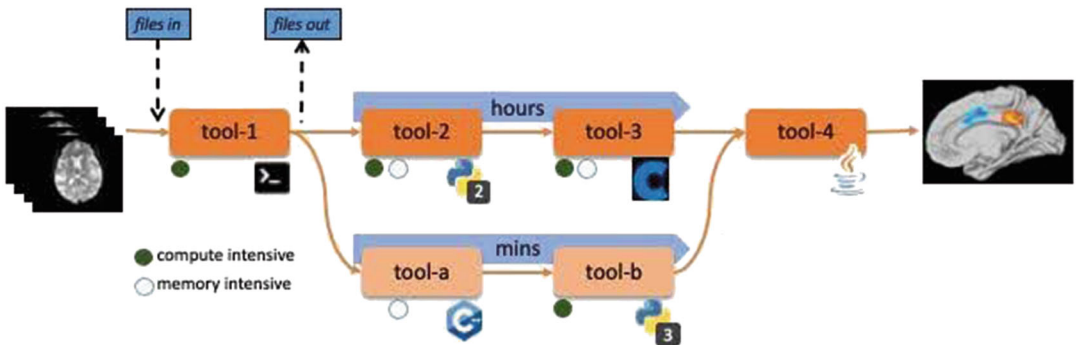 files in
files out
hours
tool-1
tool-2
tool-3
tool-4
>_
2
C
mins
compute intensive
memory intensive
tool-a
tool-b
C++
3